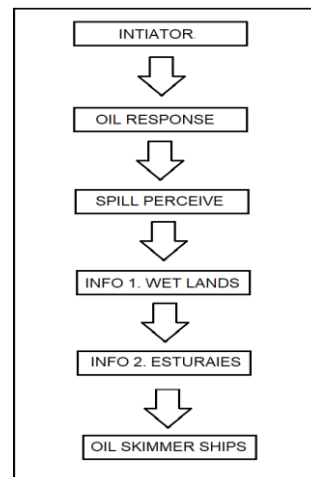 INTIATOR
OIL RESPONSE
SPILL PERCEIVE
INFO 1. WET LANDS
INFO 2. ESTURAIES
OIL SKIMMER SHIPS